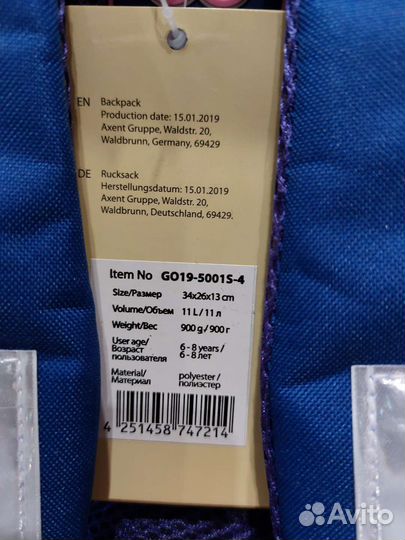 EN Backpack
Production date: 15.01.2019
Axent Gruppe, Waldstr. 20,
Waldbrunn, Germany, 69429
DE Rucksack
Herstellungsdatum: 15.01.2019
Axent Gruppe, Waldstr. 20,
Waldbrunn, Deutschland, 69429.
Item No GO19-5001S-4
Size/Размер 34x26x13 cm
Volume/Объем 11 L / 11 л
Weight/Вес 900 g / 900 г
User age/ 6 - 8 years /
Возраст 6 - 8 лет
пользователя
Material/ polyester /
Материал полиэстер
4 251458 747214
Avito